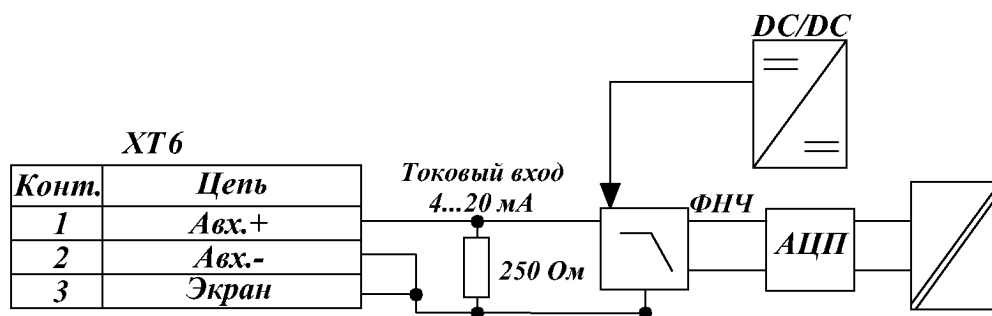 DC/DC
XT6
Конт. Цепь
1 Авх.+
2 Авх.-
3 Экран
Токовый вход
4...20 мА
250 Ом
ФНЧ
АЦП